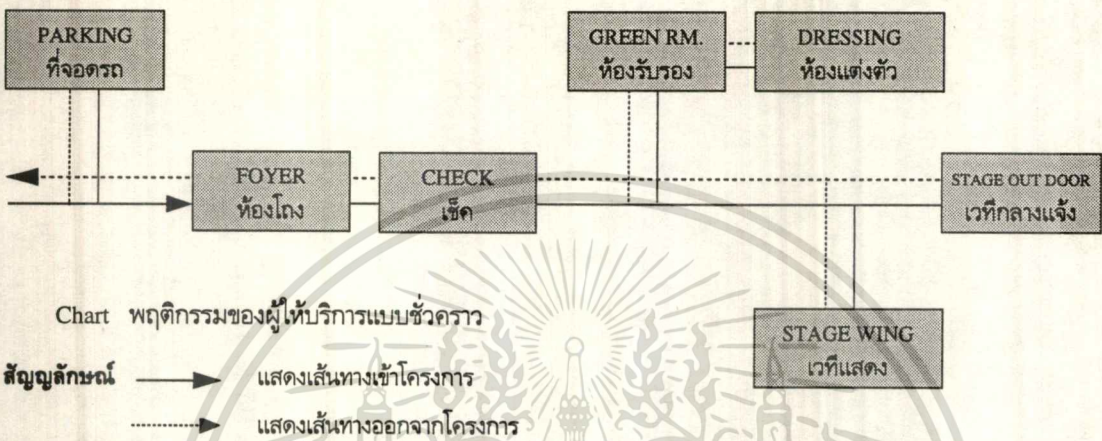 PARKING
ที่จอดรถ
GREEN RM.
ห้องรับรอง
DRESSING
ห้องแต่งตัว
FOYER
ห้องโถง
CHECK
เช็ค
STAGE OUT DOOR
เวทีกลางแจ้ง
STAGE WING
เวทีแสดง
Chart พฤติกรรมของผู้ให้บริการแบบชั่วคราว
สัญญลักษณ์
แสดงเส้นทางเข้าโครงการ
แสดงเส้นทางออกจากโครงการ